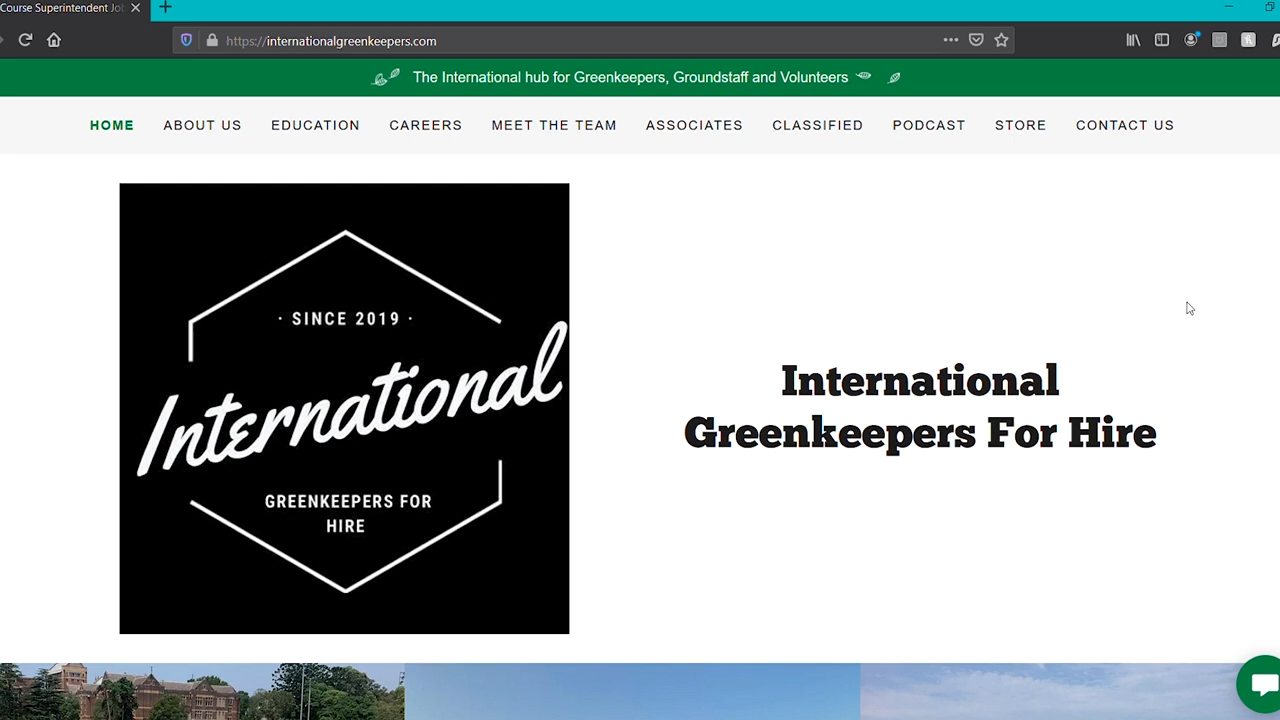 Course Superintendent Jo
https://internationalgreenkeepers.com
The International hub for Greenkeepers, Groundstaff and Volunteers
HOME ABOUT US EDUCATION CAREERS MEET THE TEAM ASSOCIATES CLASSIFIED PODCAST STORE CONTACT US
· SINCE 2019 ·
International
GREENKEEPERS FOR
HIRE
International
Greenkeepers For Hire